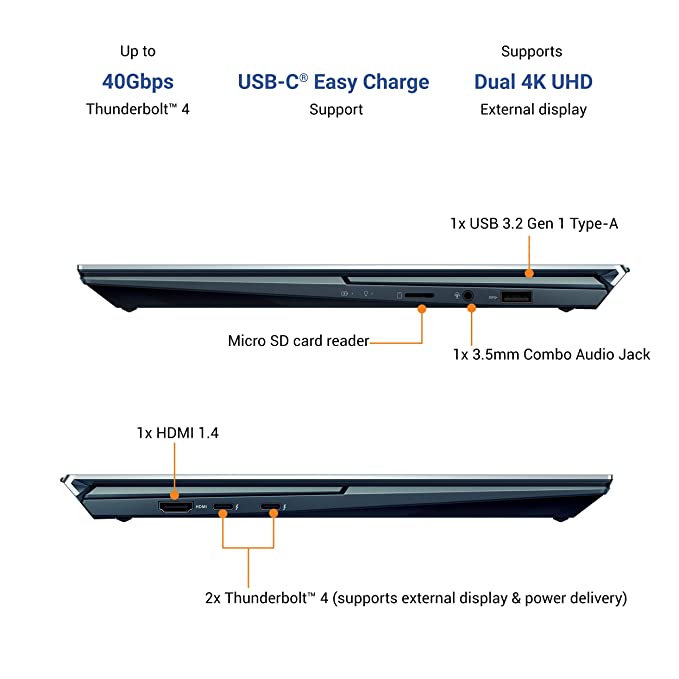 Up to
40Gbps
Thunderbolt™ 4
USB-C® Easy Charge
Support
Supports
Dual 4K UHD
External display
1x USB 3.2 Gen 1 Type-A
Micro SD card reader
1x 3.5mm Combo Audio Jack
1x HDMI 1.4
HDMI
2x Thunderbolt™ 4 (supports external display & power delivery)